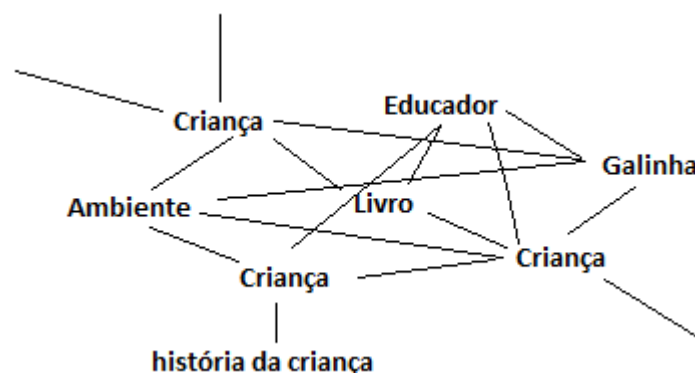 Educador
Criança
Galinha
Ambiente
Livro
Criança
Criança
história da criança